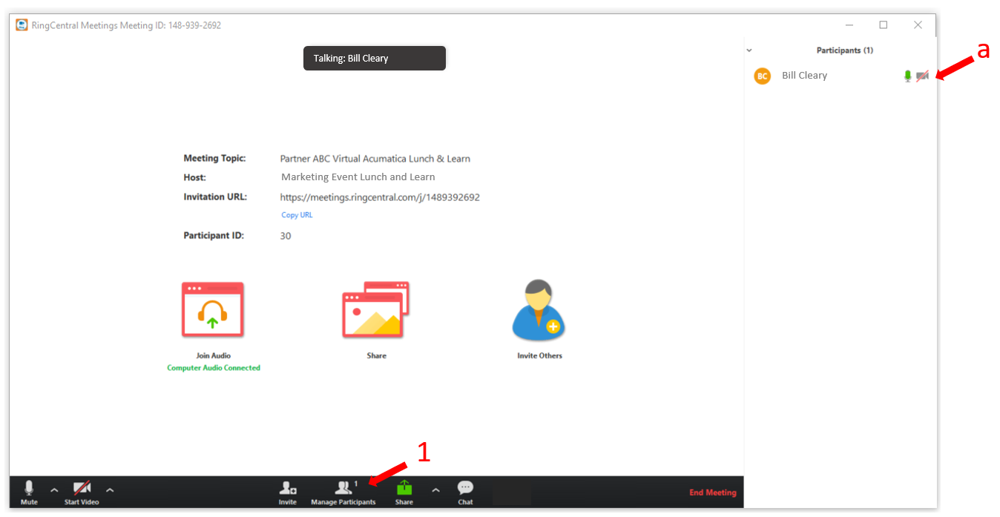 RingCentral Meetings Meeting ID: 148-939-2692
Talking: Bill Cleary
Participants (1)
a
BC Bill Cleary
Meeting Topic: Partner ABC Virtual Acumatica Lunch & Learn
Host: Marketing Event Lunch and Learn
Invitation URL: https://meetings.ringcentral.com/j/1489392692
Copy URL
Participant ID: 30
Join Audio
Computer Audio Connected
Share
Invite Others
1
Mute
Start Video
Invite
1
Manage Participants
Share
Chat
End Meeting